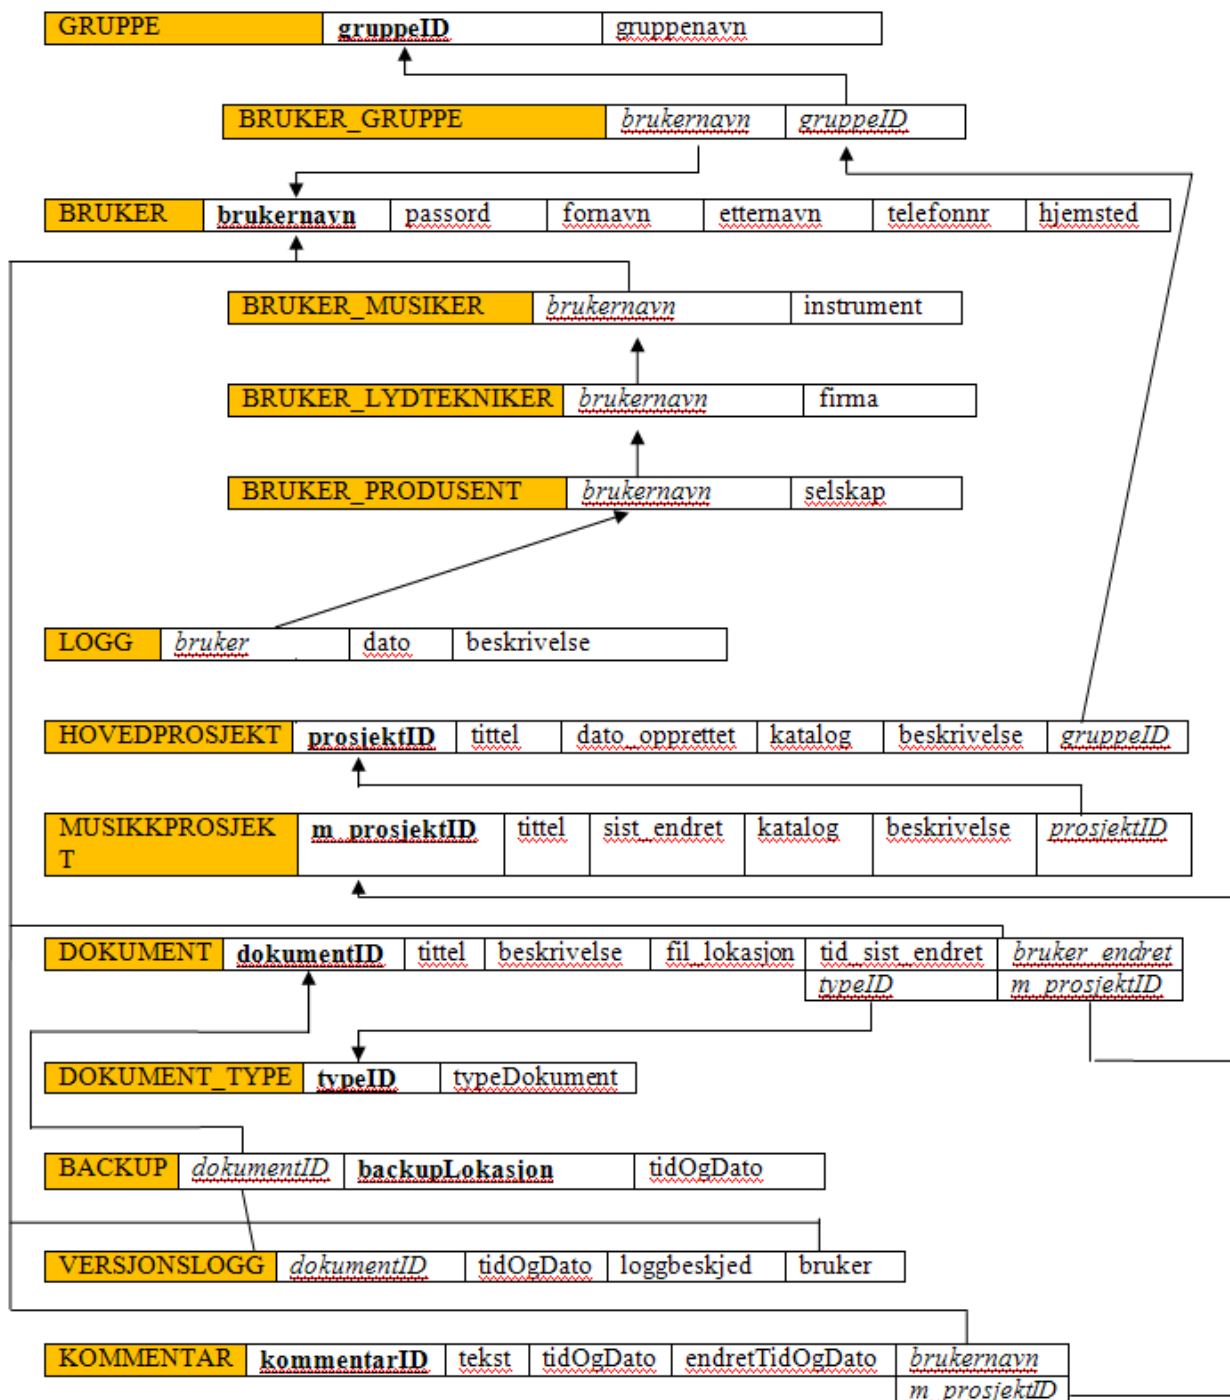 GRUPPE gruppeID gruppenavn
BRUKER_GRUPPE brukernavn gruppeID
BRUKER brukernavn passord fornavn etternavn telefonnr hjemsted
BRUKER_MUSIKER brukernavn instrument
BRUKER_LYDTEKNIKER brukernavn firma
BRUKER_PRODUSENT brukernavn selskap
LOGG bruker dato beskrivelse
HOVEDPROSJEKT prosjektID tittel dato_opprettet katalog beskrivelse gruppeID
MUSIKKPROSJEK m_prosjektID tittel sist_endret katalog beskrivelse prosjektID
T
DOKUMENT dokumentID tittel beskrivelse fil_lokasjon tid_sist_endret bruker_endret
typeID m_prosjektID
DOKUMENT_TYPE typeID typeDokument
BACKUP dokumentID backupLokasjon tidOgDato
VERSJONSLOGG dokumentID tidOgDato loggbeskjed bruker
KOMMENTAR kommentarID tekst tidOgDato endretTidOgDato brukernavn
m_prosjektID